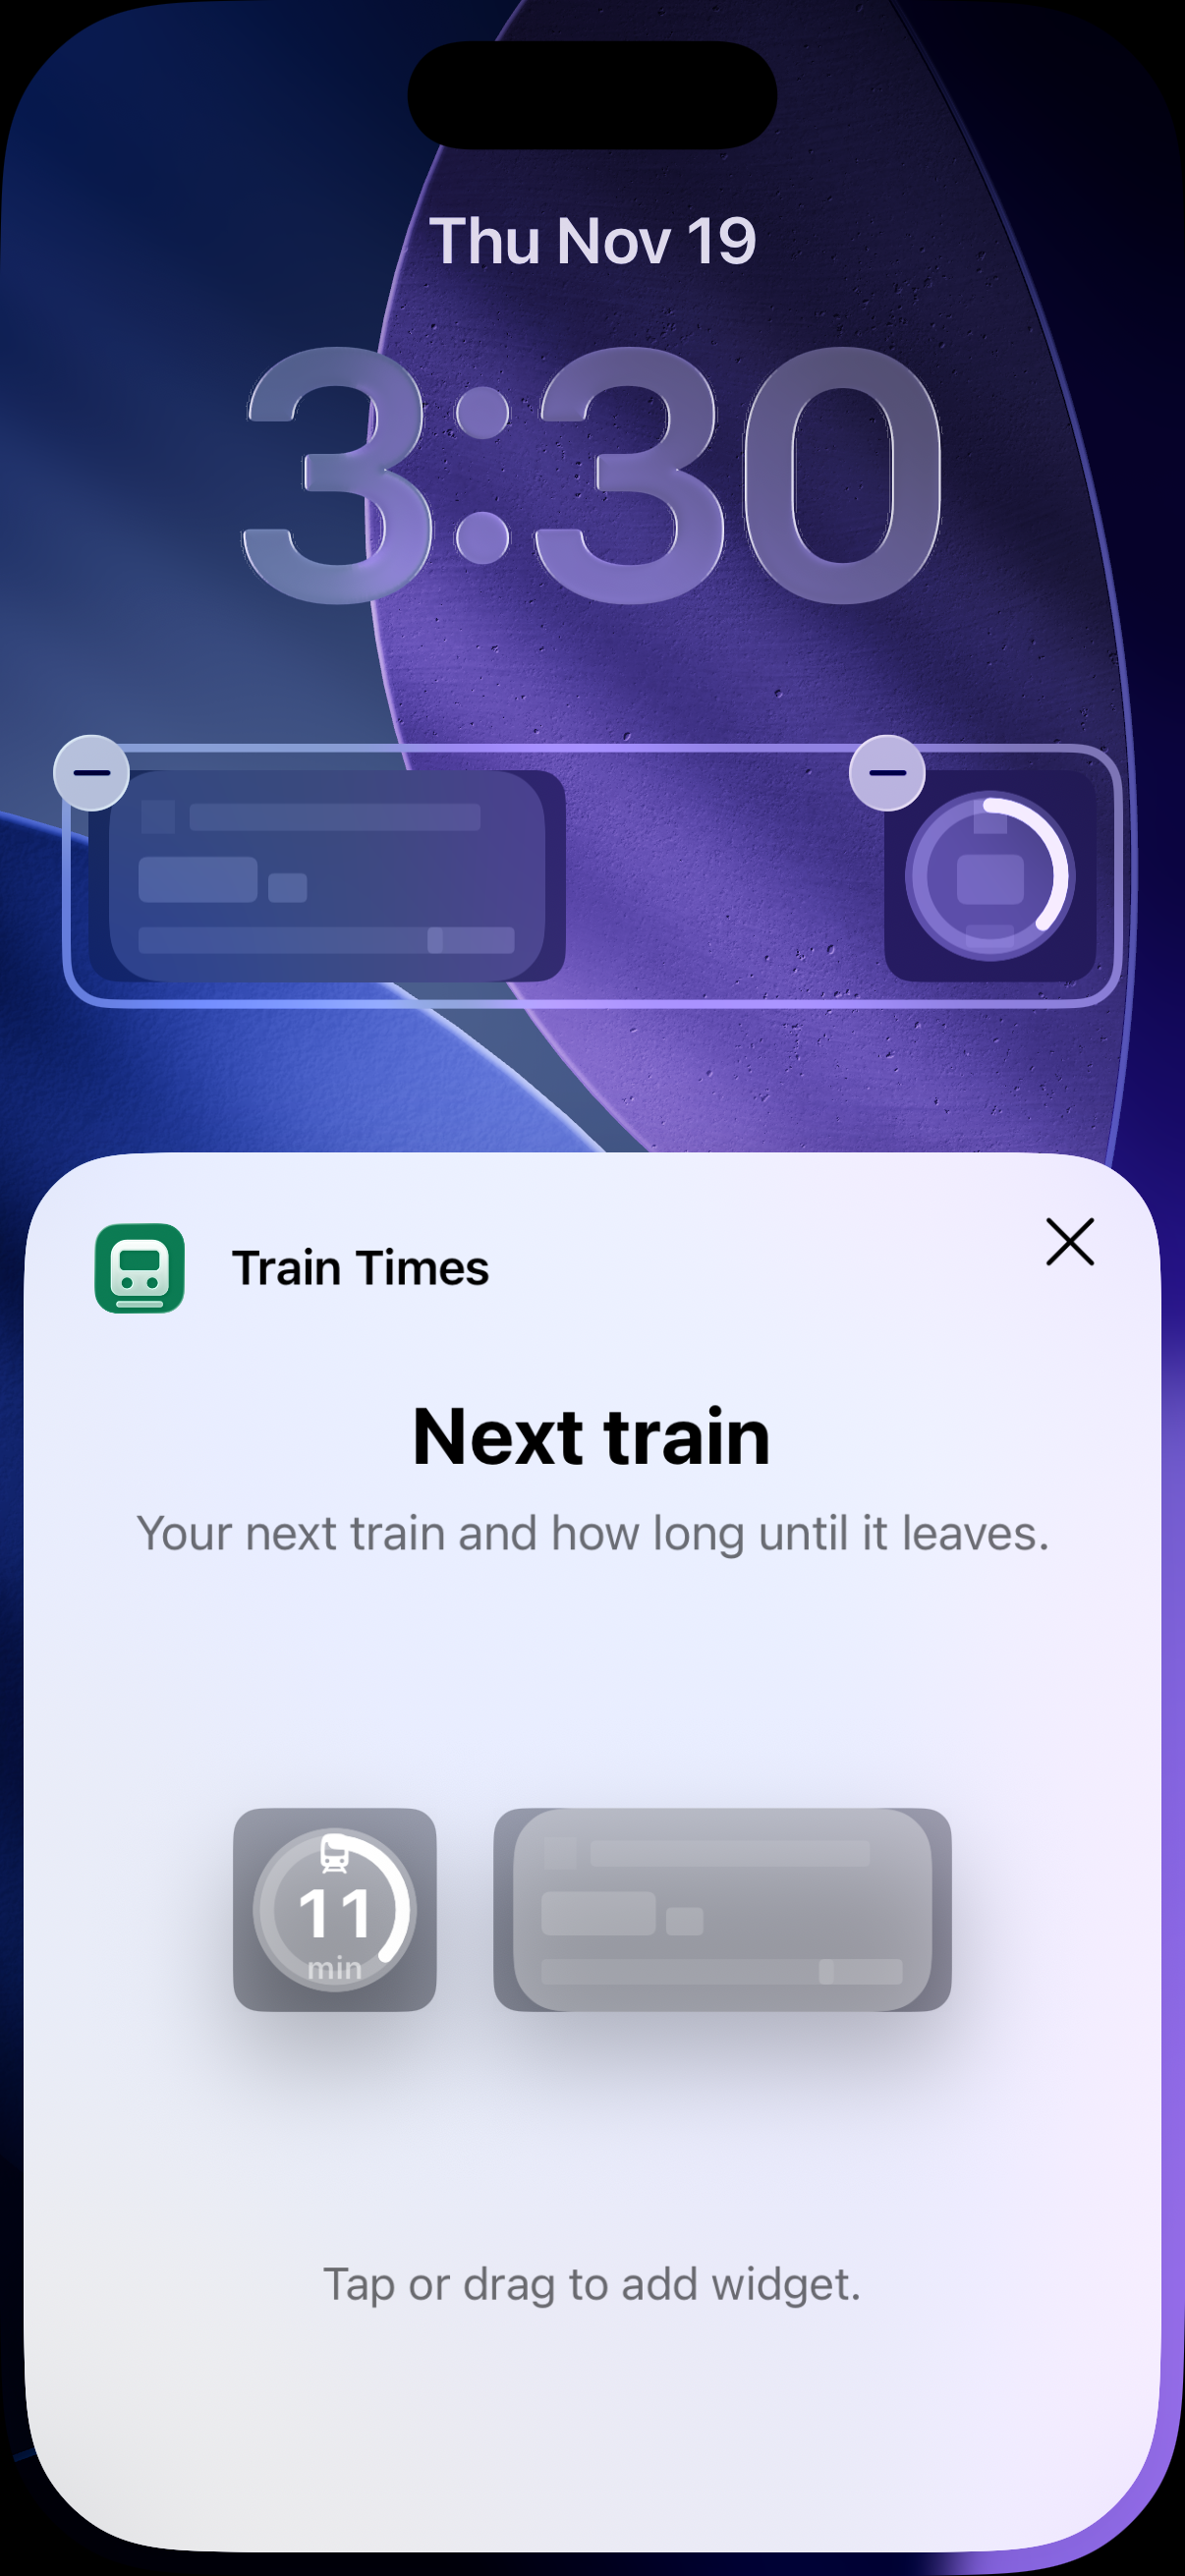 Thu Nov 19
3:30
Train Times
Next train
Your next train and how long until it leaves.
11
min
Tap or drag to add widget.